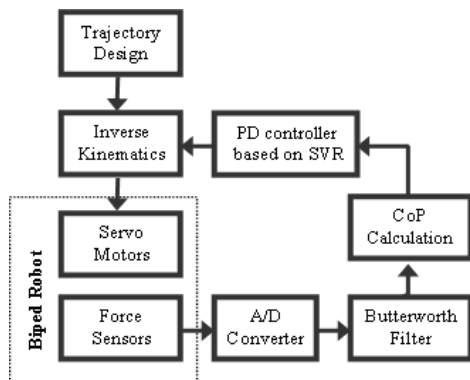 Trajectory
Design
Inverse
Kinematics
PD controller
based on SVR
CoP
Calculation
Servo
Motors
Biped Robot
Force
Sensors
A/D
Converter
Butterworth
Filter